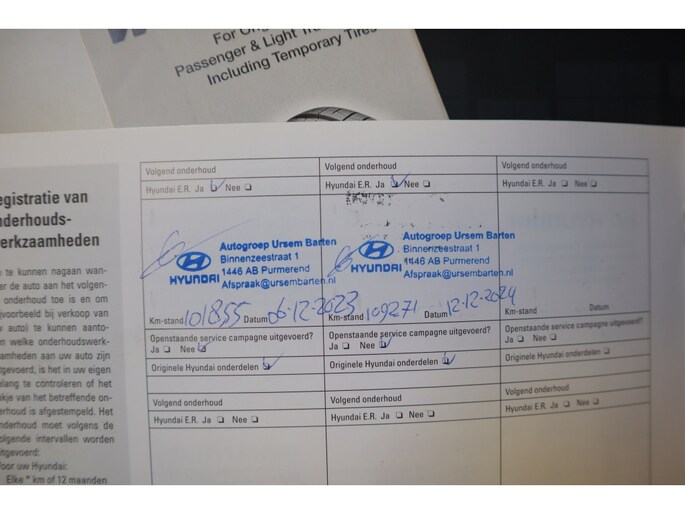 For Orig
Passenger & Light Tru
Including Temporary Tires
egistratie van
nderhouds-
erkzaamheden
te kunnen nagaan wan-
er de auto aan het volgen-
onderhoud toe is en om
ijvoorbeeld bij verkoop van
w auto) te kunnen aanto-
n welke onderhoudswerk-
aamheden aan uw auto zijn
tgevoerd, is het in uw eigen
elang te controleren of het
kje van het betreffende on-
erhoud is afgestempeld. Het
nderhoud moet volgens de
olgende intervallen worden
itgevoerd:
oor uw Hyundai:
Elke * km of 12 maanden
Volgend onderhoud
Hyundai E.R. Ja ❑ Nee ❑
HYUNDAI
Autogroep Ursem Barten
Binnenzeestraat 1
1446 AB Purmerend
Afspraak@ursembarten.nl
Km-stand 101855 Datum 06-12-2023
Openstaande service campagne uitgevoerd?
Ja ❑ Nee ❑
Originele Hyundai onderdelen ❑
Volgend onderhoud
Hyundai E.R. Ja ❑ Nee ❑
Volgend onderhoud
Hyundai E.R. Ja ❑ Nee ❑
HYUNDAI
Autogroep Ursem Barten
Binnenzeestraat 1
1446 AB Purmerend
Afspraak@ursembarten.nl
Km-stand 109271 Datum 12-12-2024
Openstaande service campagne uitgevoerd?
Ja ❑ Nee ❑
Originele Hyundai onderdelen ❑
Volgend onderhoud
Hyundai E.R. Ja ❑ Nee ❑
Volgend onderhoud
Hyundai E.R. Ja ❑ Nee ❑
Km-stand Datum
Openstaande service campagne uitgevoerd?
Ja ❑ Nee ❑
Originele Hyundai onderdelen ❑
Volgend onderhoud
Hyundai E.R. Ja ❑ Nee ❑